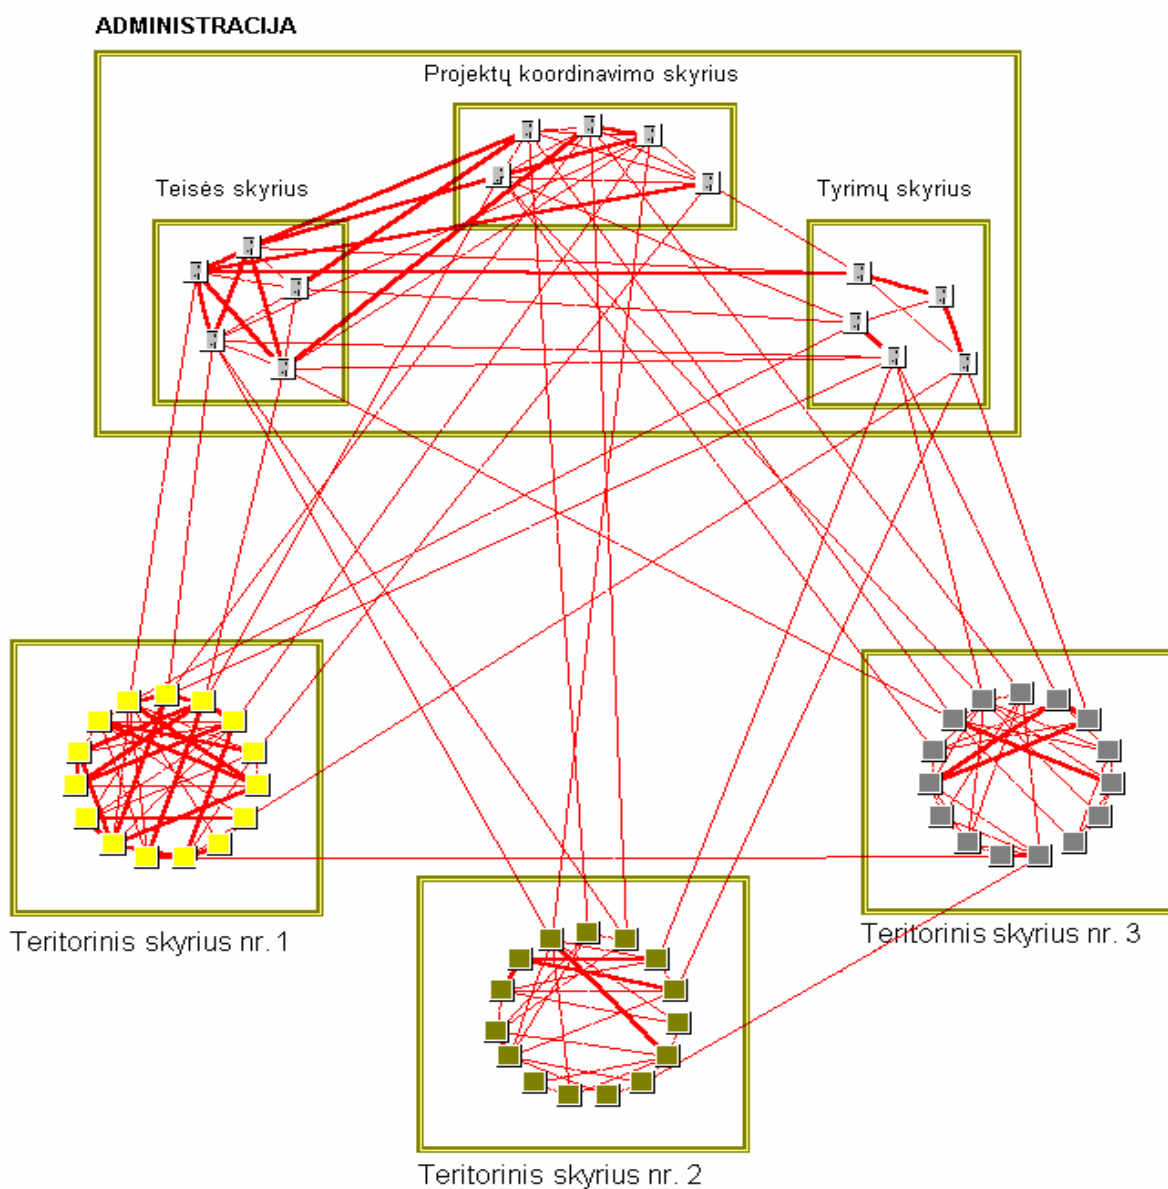 ADMINISTRACIJA
Projektų koordinavimo skyrius
Teisės skyrius
Tyrimų skyrius
Teritorinis skyrius nr. 1
Teritorinis skyrius nr. 3
Teritorinis skyrius nr. 2